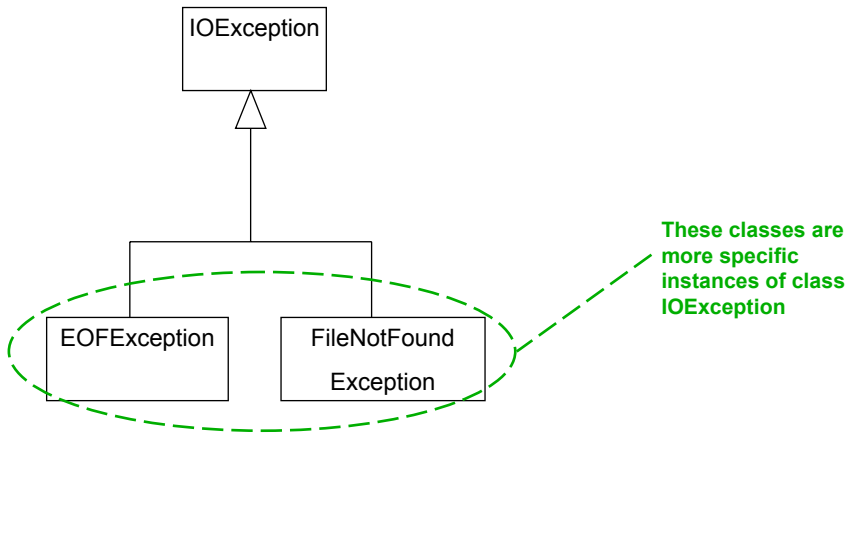 IOException
EOFException
FileNotFound
Exception
These classes are
more specific
instances of class
IOException